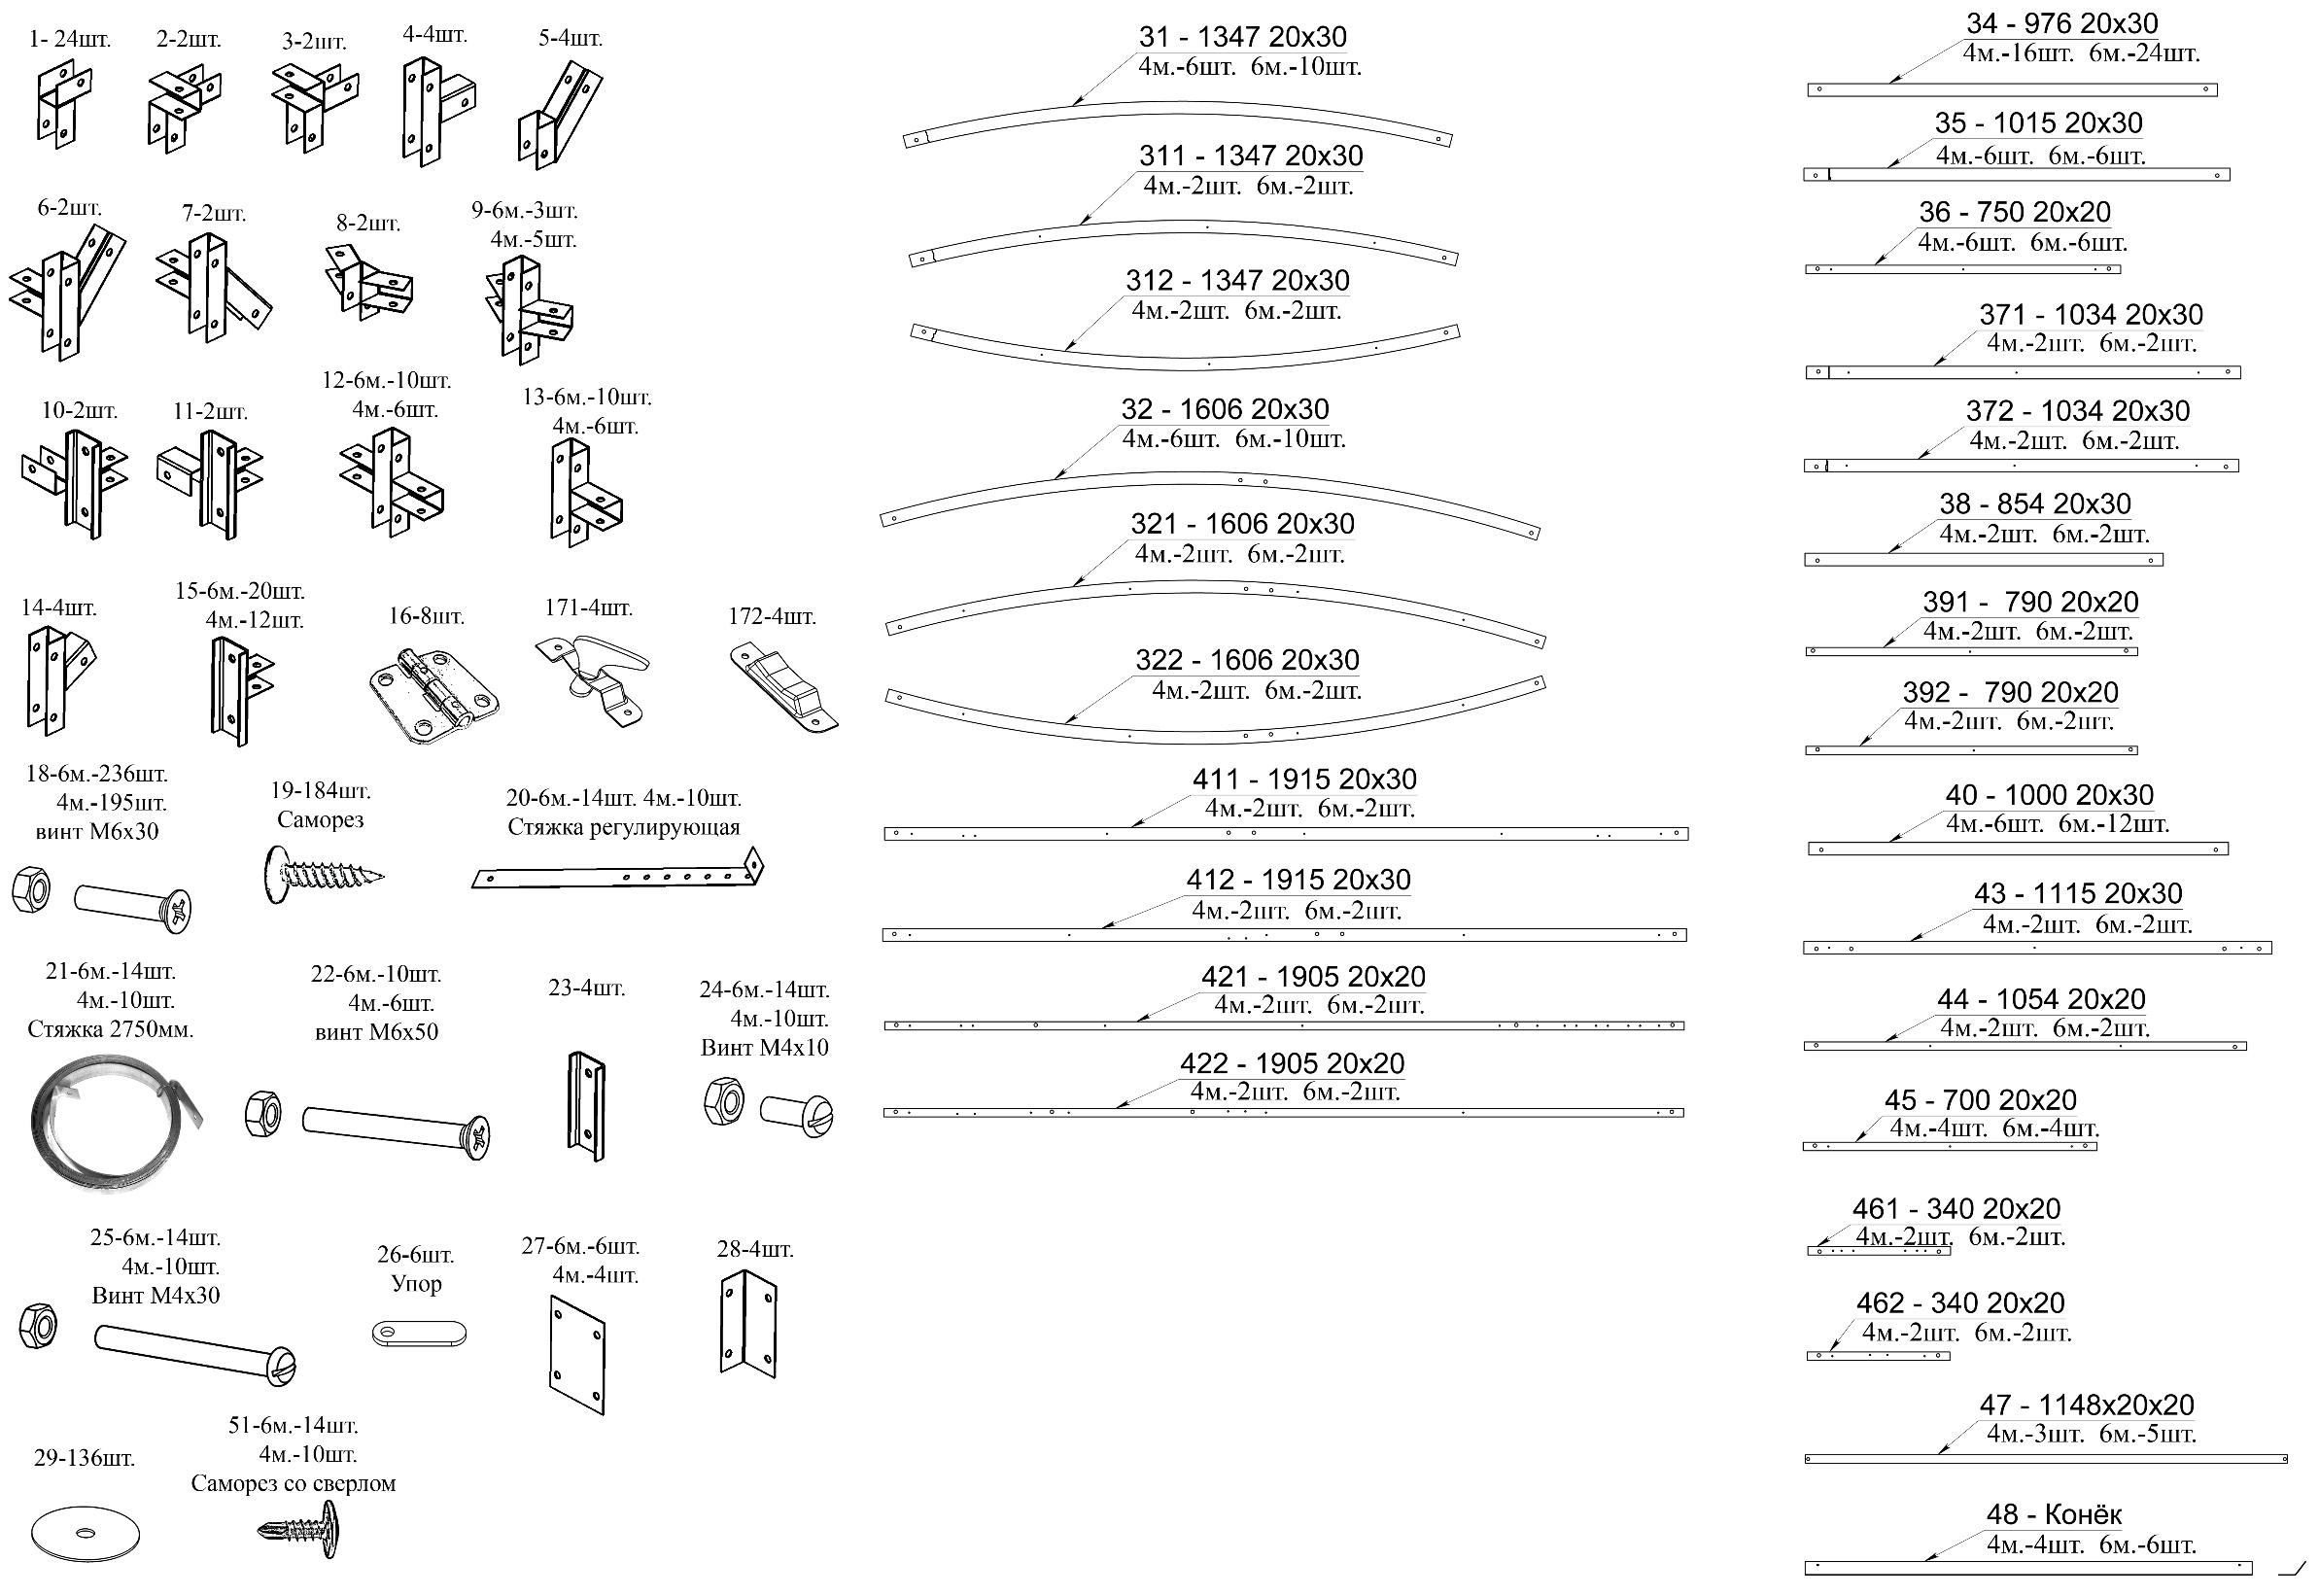 1- 24шт.
2-2шт.
3-2шт.
4-4шт.
5-4шт.
6-2шт.
7-2шт.
8-2шт.
9-6м.-3шт.
4м.-5шт.
10-2шт.
11-2шт.
12-6м.-10шт.
4м.-6шт.
13-6м.-10шт.
4м.-6шт.
14-4шт.
15-6м.-20шт.
4м.-12шт.
16-8шт.
171-4шт.
172-4шт.
18-6м.-236шт.
4м.-195шт.
винт М6х30
19-184шт.
Саморез
20-6м.-14шт. 4м.-10шт.
Стяжка регулирующая
21-6м.-14шт.
4м.-10шт.
Стяжка 2750мм.
22-6м.-10шт.
4м.-6шт.
винт М6х50
23-4шт.
24-6м.-14шт.
4м.-10шт.
Винт М4х10
25-6м.-14шт.
4м.-10шт.
Винт М4х30
26-6шт.
Упор
27-6м.-6шт.
4м.-4шт.
28-4шт.
29-136шт.
51-6м.-14шт.
4м.-10шт.
Саморез со сверлом
31 - 1347 20х30
4м.-6шт. 6м.-10шт.
311 - 1347 20х30
4м.-2шт. 6м.-2шт.
312 - 1347 20х30
4м.-2шт. 6м.-2шт.
32 - 1606 20х30
4м.-6шт. 6м.-10шт.
321 - 1606 20х30
4м.-2шт. 6м.-2шт.
322 - 1606 20х30
4м.-2шт. 6м.-2шт.
411 - 1915 20х30
4м.-2шт. 6м.-2шт.
412 - 1915 20х30
4м.-2шт. 6м.-2шт.
421 - 1905 20х20
4м.-2шт. 6м.-2шт.
422 - 1905 20х20
4м.-2шт. 6м.-2шт.
34 - 976 20х30
4м.-16шт. 6м.-24шт.
35 - 1015 20х30
4м.-6шт. 6м.-6шт.
36 - 750 20х20
4м.-6шт. 6м.-6шт.
371 - 1034 20х30
4м.-2шт. 6м.-2шт.
372 - 1034 20х30
4м.-2шт. 6м.-2шт.
38 - 854 20х30
4м.-2шт. 6м.-2шт.
391 - 790 20х20
4м.-2шт. 6м.-2шт.
392 - 790 20х20
4м.-2шт. 6м.-2шт.
40 - 1000 20х30
4м.-6шт. 6м.-12шт.
43 - 1115 20х30
4м.-2шт. 6м.-2шт.
44 - 1054 20х20
4м.-2шт. 6м.-2шт.
45 - 700 20х20
4м.-4шт. 6м.-4шт.
461 - 340 20х20
4м.-2шт. 6м.-2шт.
462 - 340 20х20
4м.-2шт. 6м.-2шт.
47 - 1148х20х20
4м.-3шт. 6м.-5шт.
48 - Конёк
4м.-4шт. 6м.-6шт.